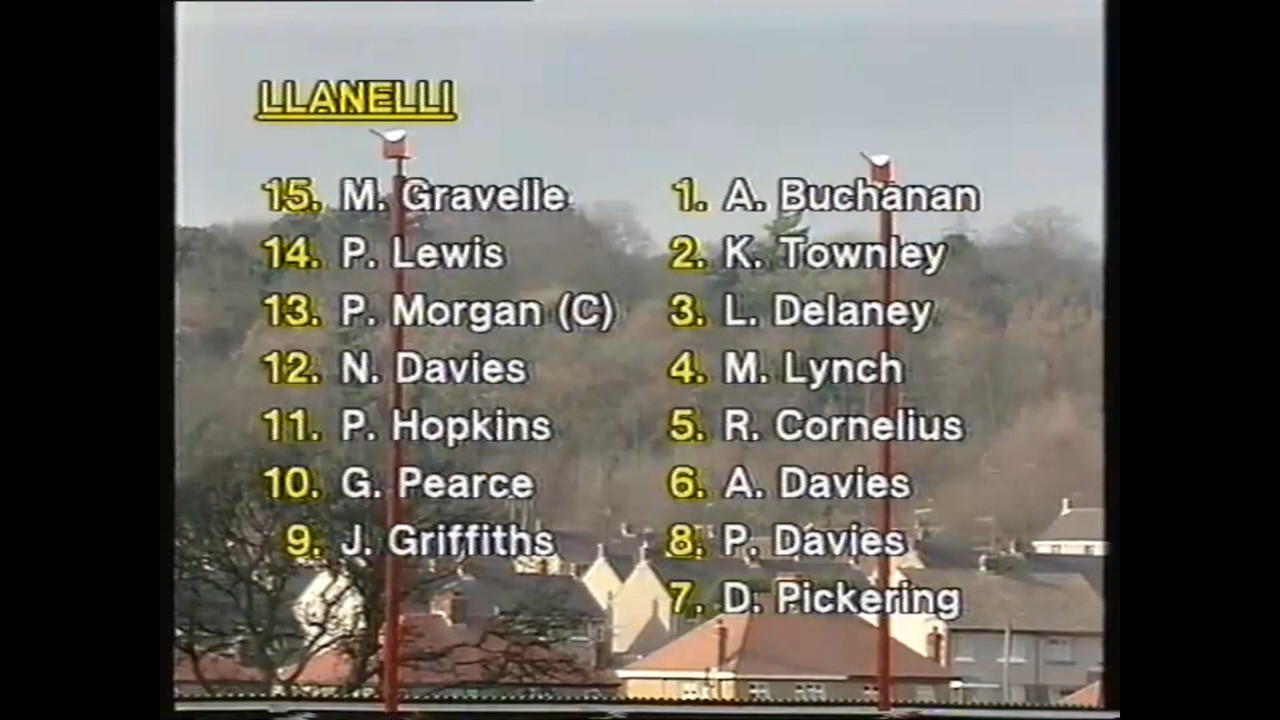 LLANELLI
15. M. Gravelle
14. P. Lewis
13. P. Morgan (C)
12. N. Davies
11. P. Hopkins
10. G. Pearce
9. J. Griffiths
1. A. Buchanan
2. K. Townley
3. L. Delaney
4. M. Lynch
5. R. Cornelius
6. A. Davies
8. P. Davies
7. D. Pickering